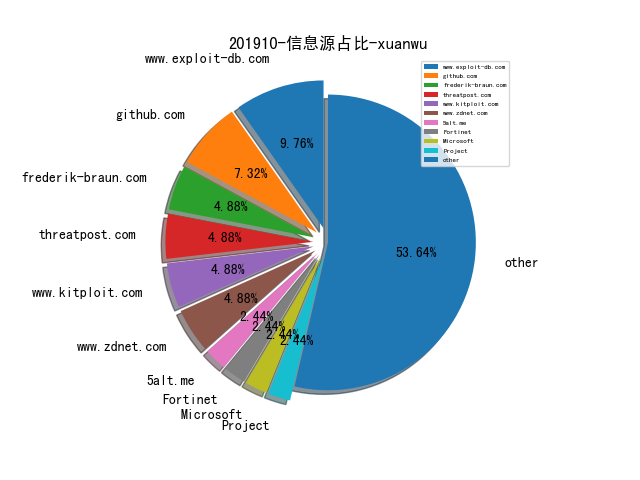 201910-信息源占比-xuanwu
www.exploit-db.com
github.com
frederik-braun.com
threatpost.com
www.kitploit.com
www.zdnet.com
5alt.me
Fortinet
Microsoft
Project
other
9.76%
7.32%
4.88%
4.88%
4.88%
4.88%
2.44%
2.44%
2.44%
2.44%
53.64%
www.exploit-db.com
github.com
frederik-braun.com
threatpost.com
www.kitploit.com
www.zdnet.com
5alt.me
Fortinet
Microsoft
Project
other